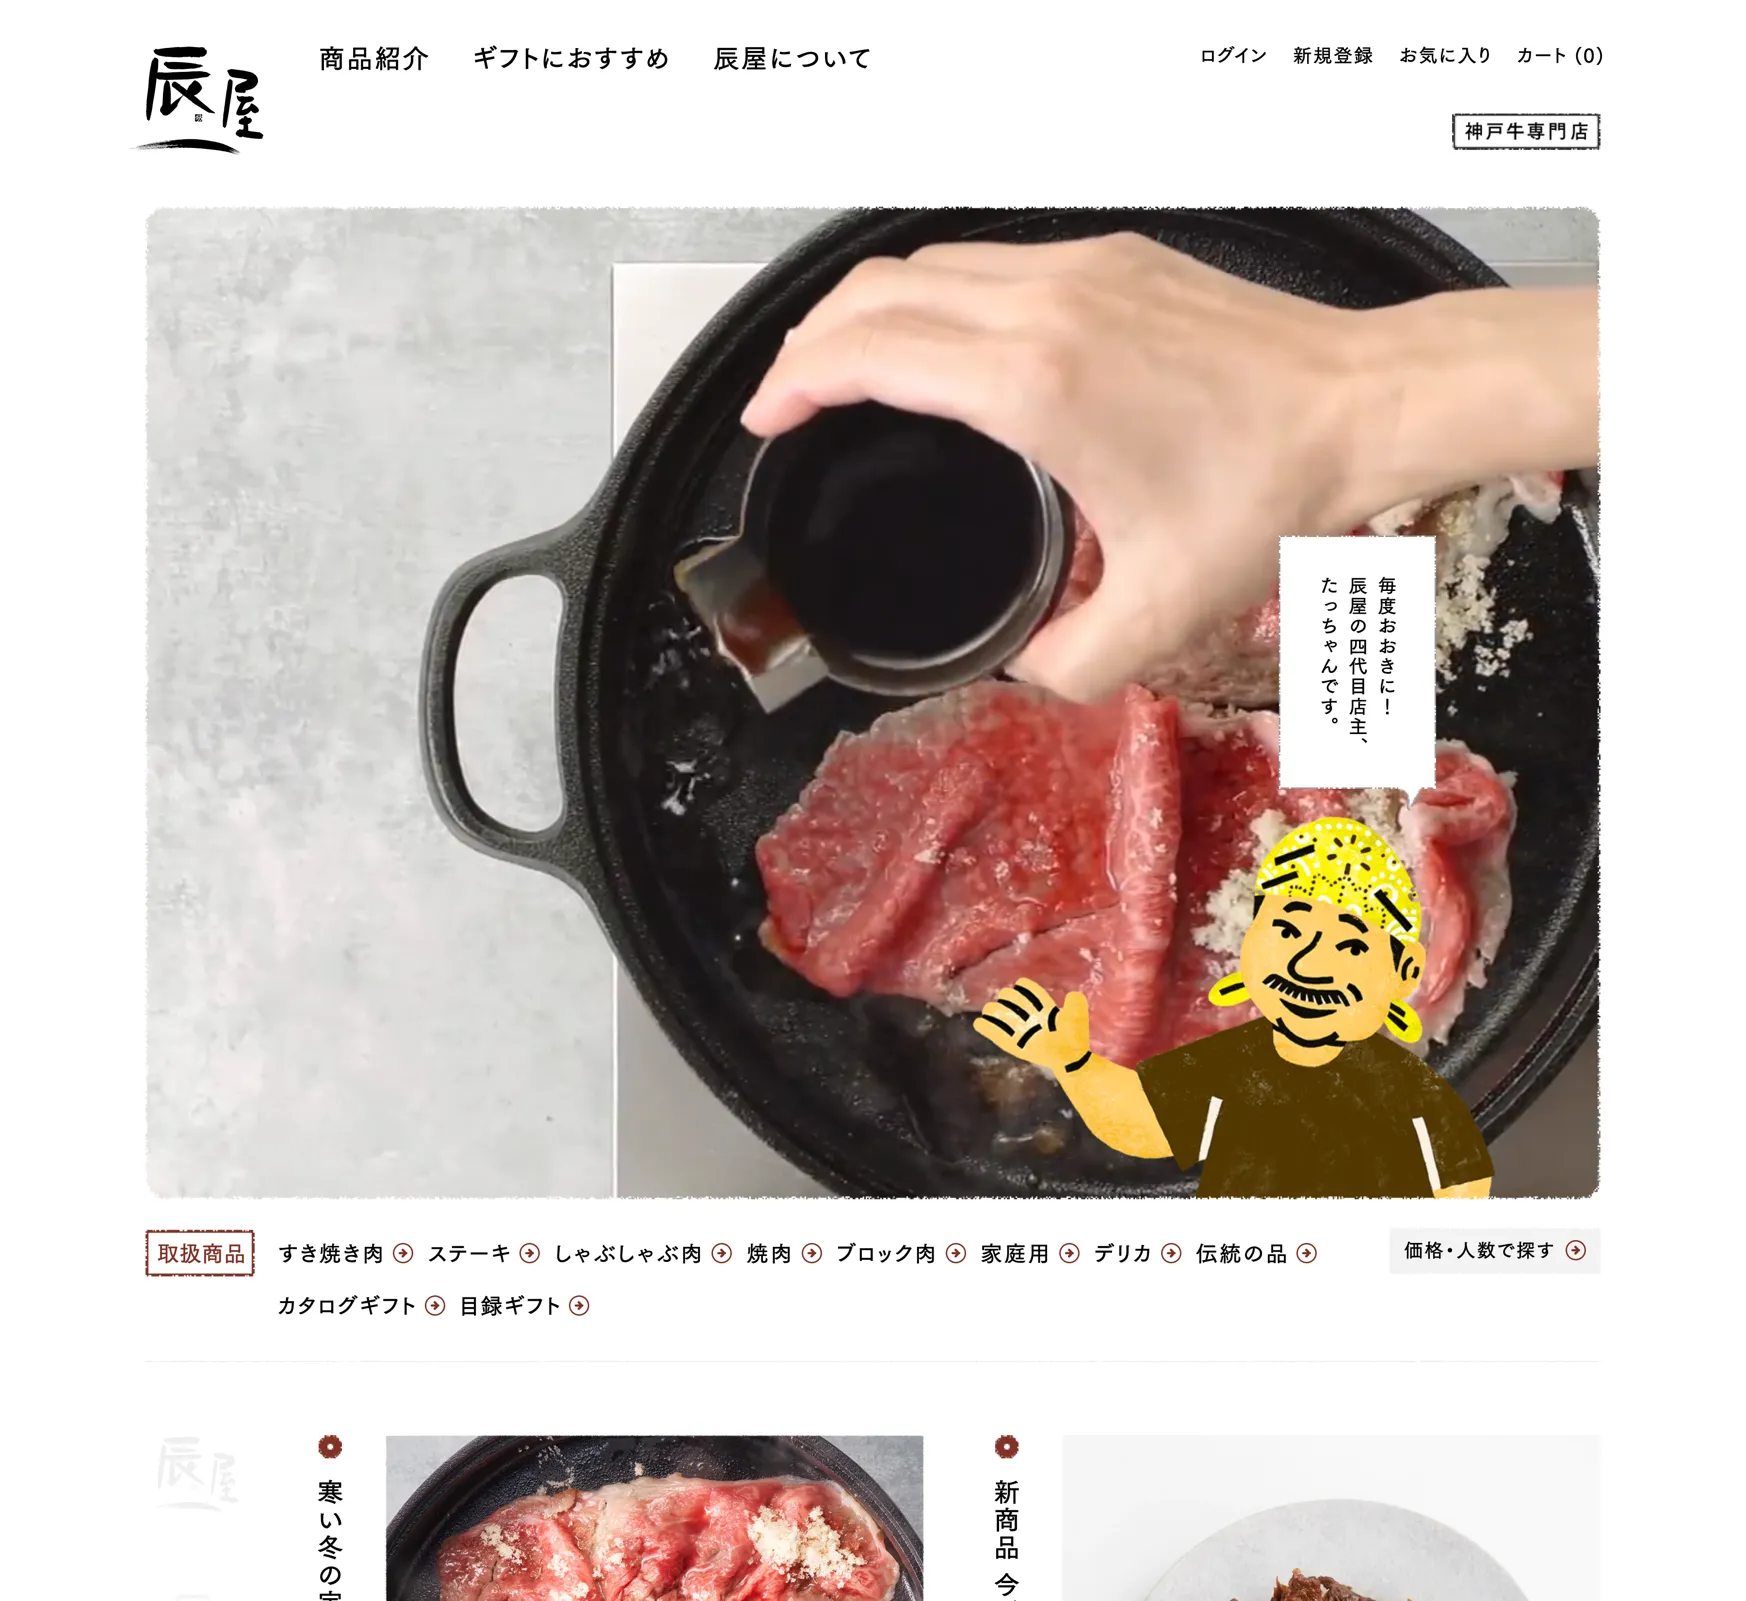 辰屋
商品紹介
ギフトにおすすめ
辰屋について
ログイン
新規登録
お気に入り
カート (0)
神戸牛専門店
毎度おおきに！
辰屋の四代目店主、
たっちゃんです。
取扱商品
すき焼き肉
ステーキ
しゃぶしゃぶ肉
焼肉
ブロック肉
家庭用
デリカ
伝統の品
価格・人数で探す
カタログギフト
目録ギフト
辰屋
寒い冬の
新商品 今